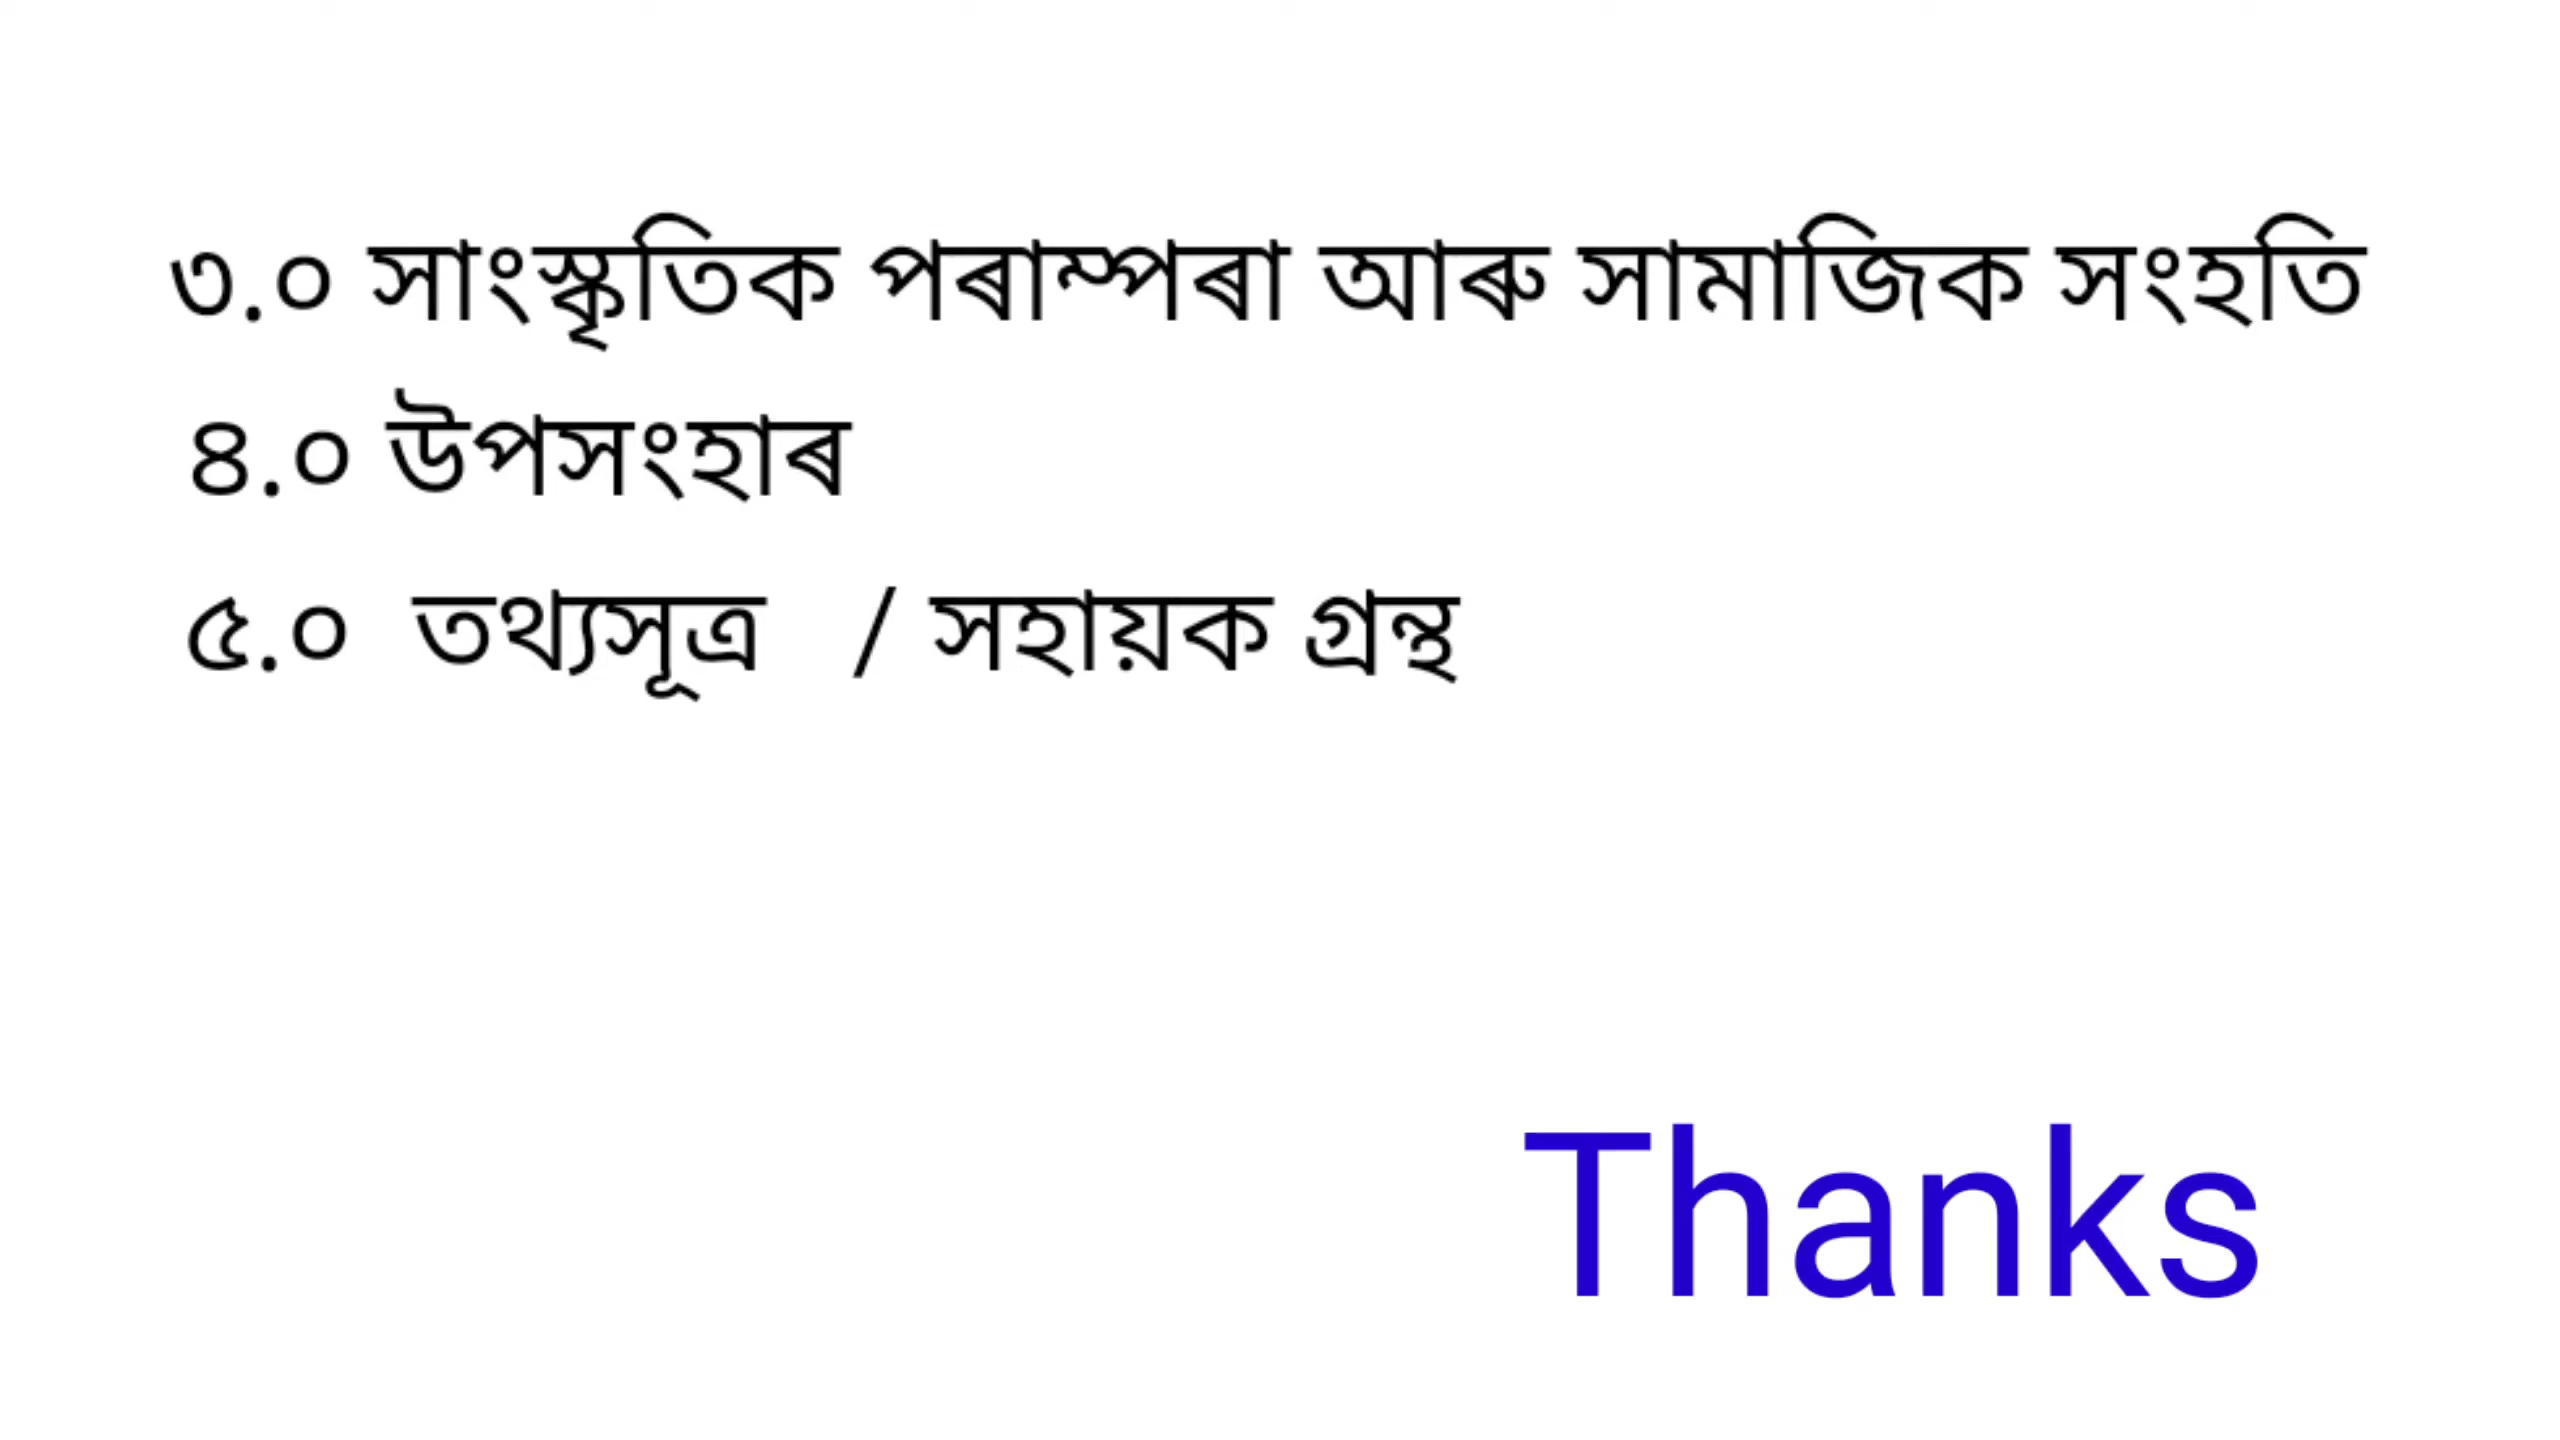 ৩.০ সাংস্কৃতিক পৰাম্পৰা আৰু সামাজিক সংহতি
৪.০ উপসংহাৰ
৫.০ তথ্যসূত্ৰ / সহায়ক গ্ৰন্থ
Thanks